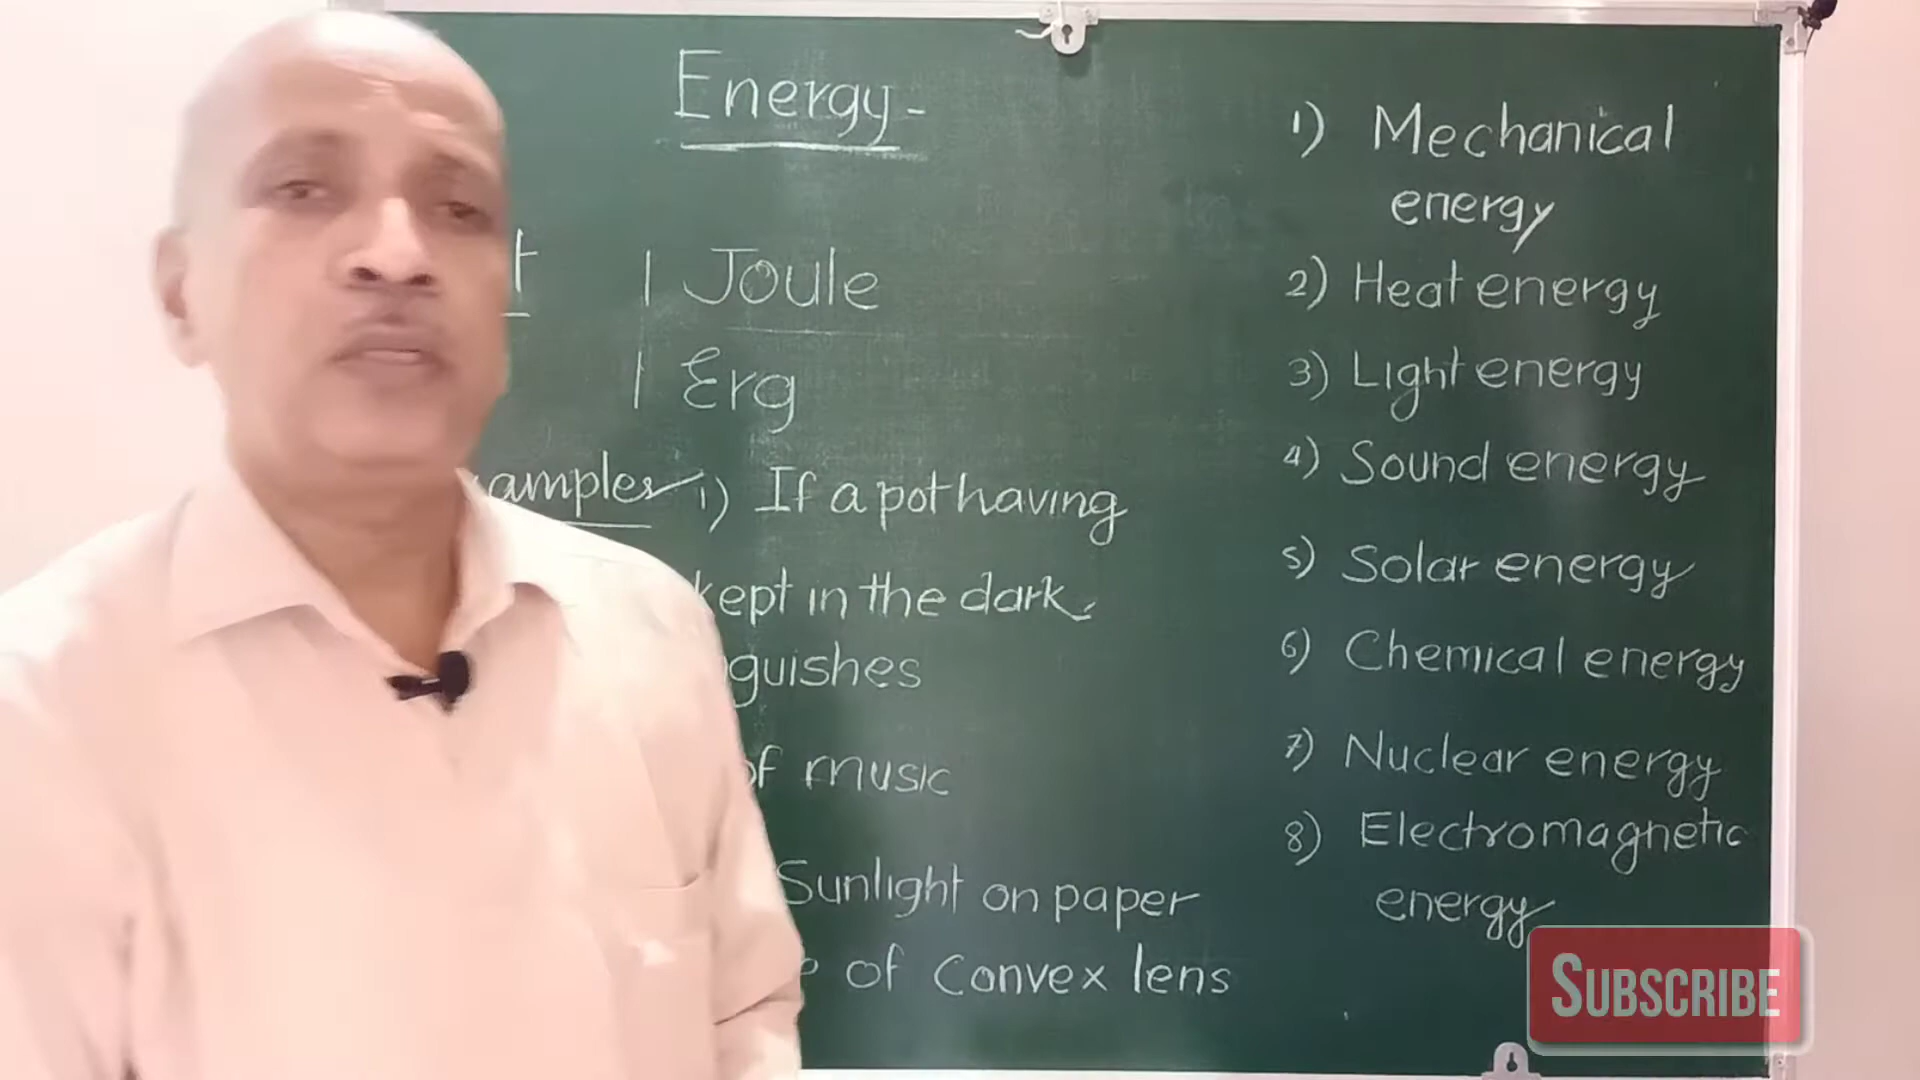 Energy-
1 Joule
1 Erg
1) If a pot having
kept in the dark
of music
Sunlight on paper
of Convex lens
1) Mechanical
energy
2) Heat energy
3) Light energy
4) Sound energy
5) Solar energy
6) Chemical energy
7) Nuclear energy
8) Electromagnetic
energy
SUBSCRIBE